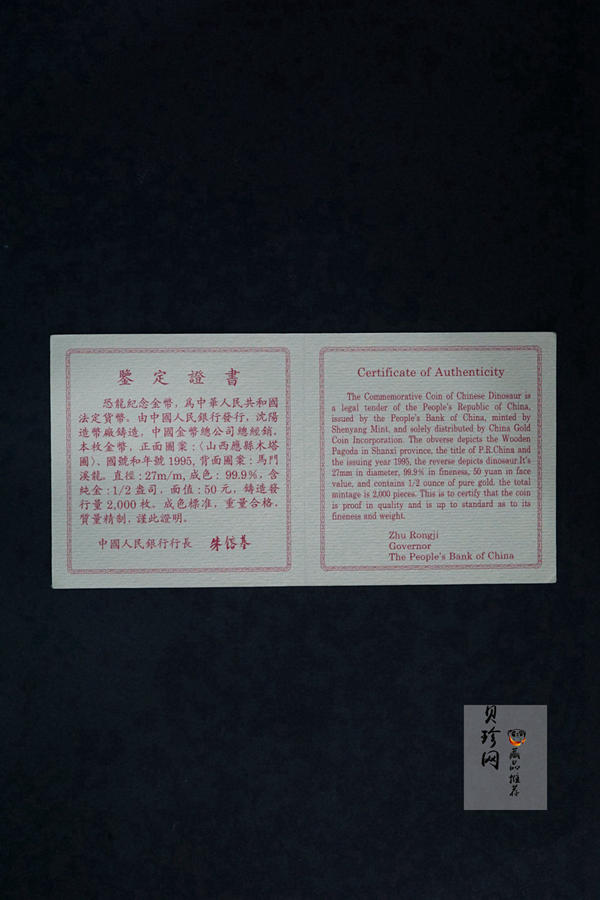 鑒定證書
恐龍紀念金幣，爲中華人民共和國
法定貨幣。由中國人民銀行發行，沈陽
造幣廠鑄造，中國金幣總公司總經銷。
本枚金幣，正面圖案：〈山西應縣木塔
圖〉、國號和年號1995，背面圖案：馬門
溪龍。直徑：27m/m，成色：99.9%，含
純金：1/2盎司，面值：50元，鑄造發
行量2,000枚。成色標準，重量合格，
質量精制，謹此證明。
中國人民銀行行長 朱鎔基
Certificate of Authenticity
The Commemorative Coin of Chinese Dinosaur is
a legal tender of the People's Republic of China,
issued by the People's Bank of China, minted by
Shenyang Mint, and solely distributed by China Gold
Coin Incorporation. The obverse depicts the Wooden
Pagoda in Shanxi province, the title of P.R.China and
the issuing year 1995, the reverse depicts dinosaur.It's
27mm in diameter, 99.9% in fineness, 50 yuan in face
value, and contains 1/2 ounce of pure gold. the total
mintage is 2,000 pieces. This is to certify that the coin
is proof in quality and is up to standard as to its
fineness and weight.
Zhu Rongji
Governor
The People's Bank of China
贝珍网
藏品推荐